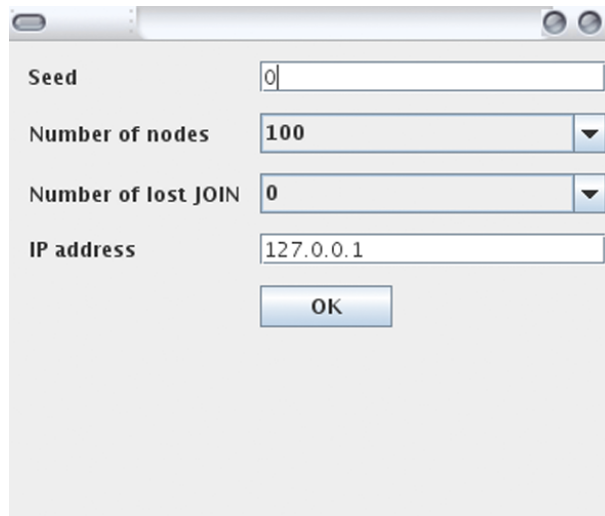 Seed 0
Number of nodes 100
Number of lost JOIN 0
IP address 127.0.0.1
OK